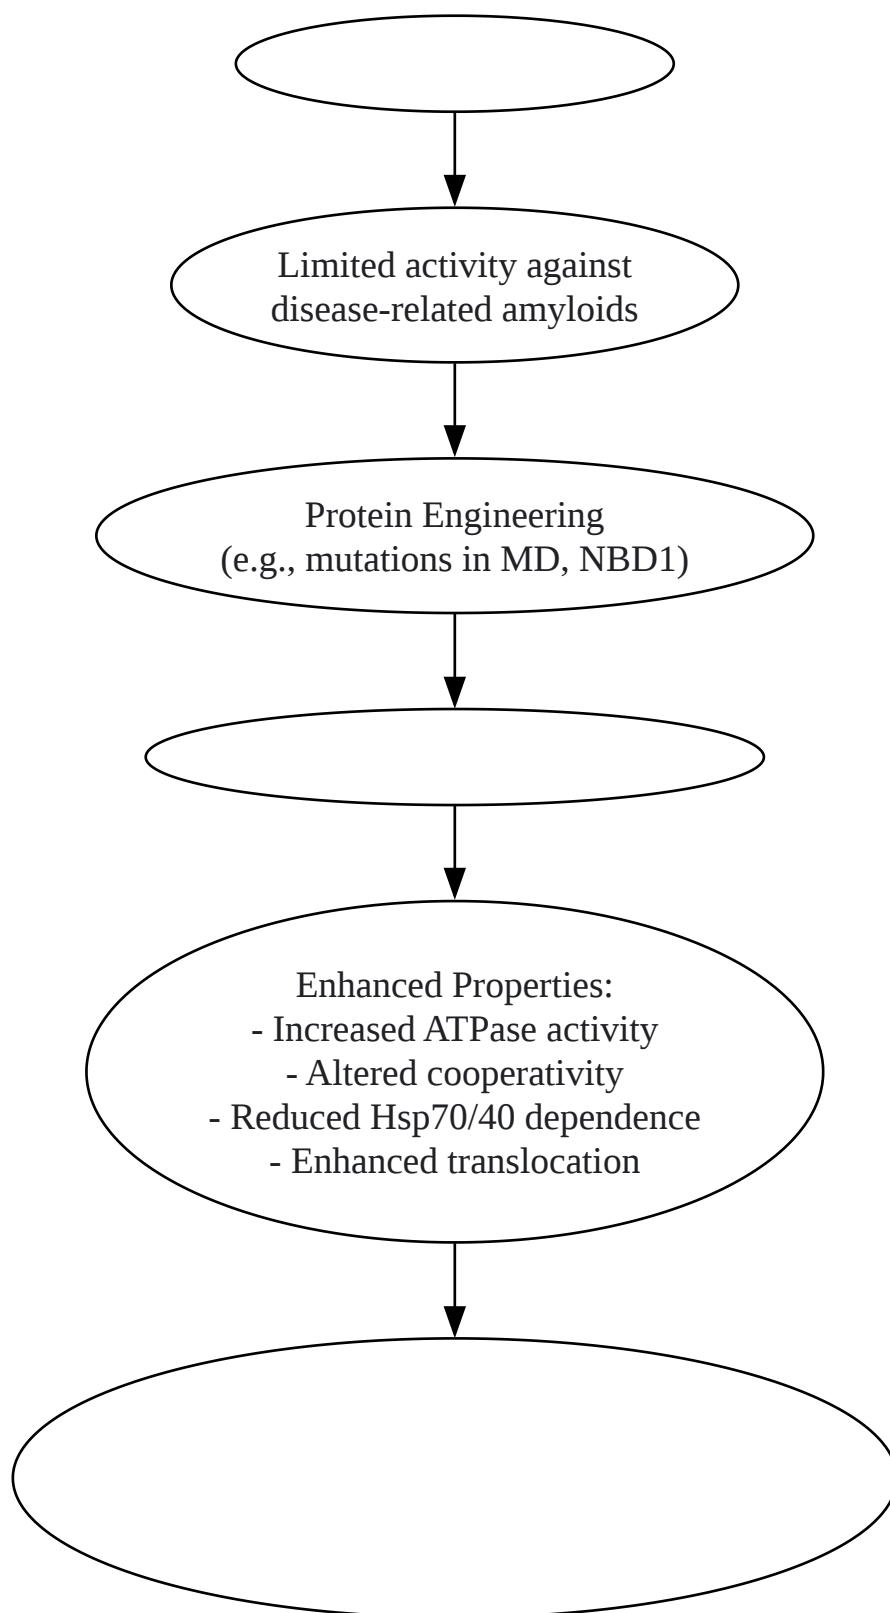 Limited activity against
disease-related amyloids
Protein Engineering
(e.g., mutations in MD, NBD1)
Enhanced Properties:
- Increased ATPase activity
- Altered cooperativity
- Reduced Hsp70/40 dependence
- Enhanced translocation